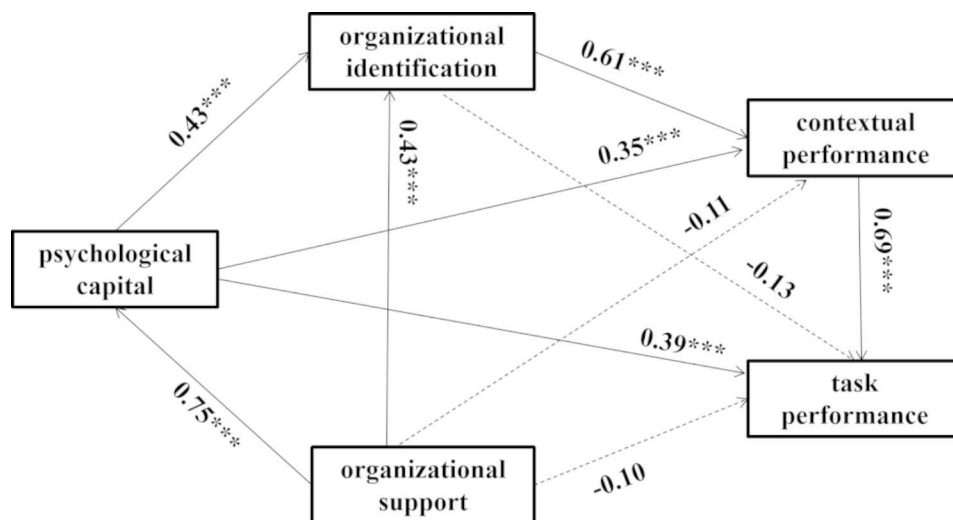 organizational
identification
0.61***
0.43***
contextual
performance
0.35***
0.43***
-0.11
0.69***
psychological
capital
-0.13
0.39***
task
performance
0.75***
organizational
support
-0.10